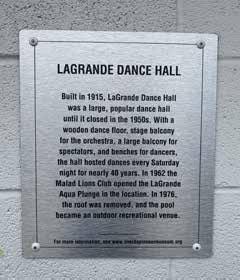 LAGRANDE DANCE HALL
Built in 1915, LaGrande Dance Hall
was a large, popular dance hall
until it closed in the 1950s. With a
wooden dance floor, stage balcony
for the orchestra, a large balcony for
spectators, and benches for dancers,
the hall hosted dances every Saturday
night for nearly 40 years. In 1962 the
Malad Lions Club opened the LaGrande
Aqua Plunge in the location. In 1976,
the roof was removed, and the pool
became an outdoor recreational venue.
For more information, see